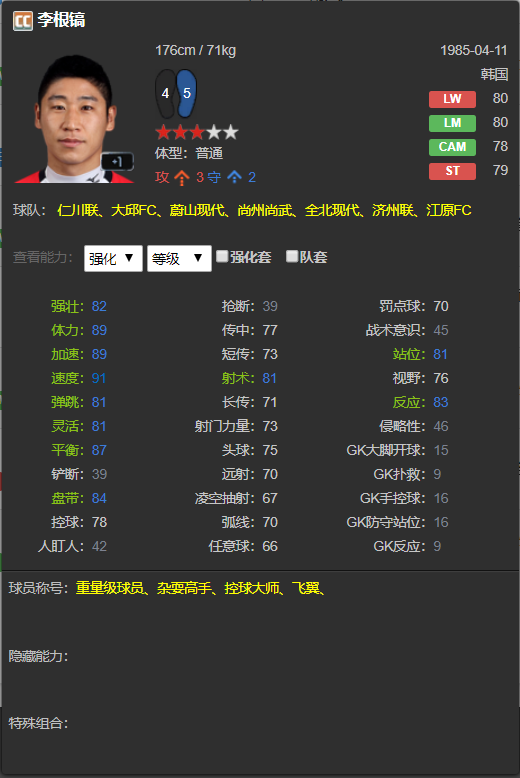 CC 李根镐
176cm / 71kg 1985-04-11
韩国
4 5
LW 80
LM 80
CAM 78
ST 79
体型：普通
+1
攻 3 守 2
球队： 仁川联、大邱FC、蔚山现代、尚州尚武、全北现代、济州联、江原FC
查看能力： 强化 ▼ 等级 ▼ 强化套 队套
强壮：82 抢断：39 罚点球：70
体力：89 传中：77 战术意识：45
加速：89 短传：73 站位：81
速度：91 射术：81 视野：76
弹跳：81 长传：71 反应：83
灵活：81 射门力量：73 侵略性：46
平衡：87 头球：75 GK大脚开球：15
铲断：39 远射：70 GK扑救：9
盘带：84 凌空抽射：67 GK手控球：16
控球：78 弧线：70 GK防守站位：16
人盯人：42 任意球：66 GK反应：9
球员称号：重量级球员、杂耍高手、控球大师、飞翼、
隐藏能力：
特殊组合：